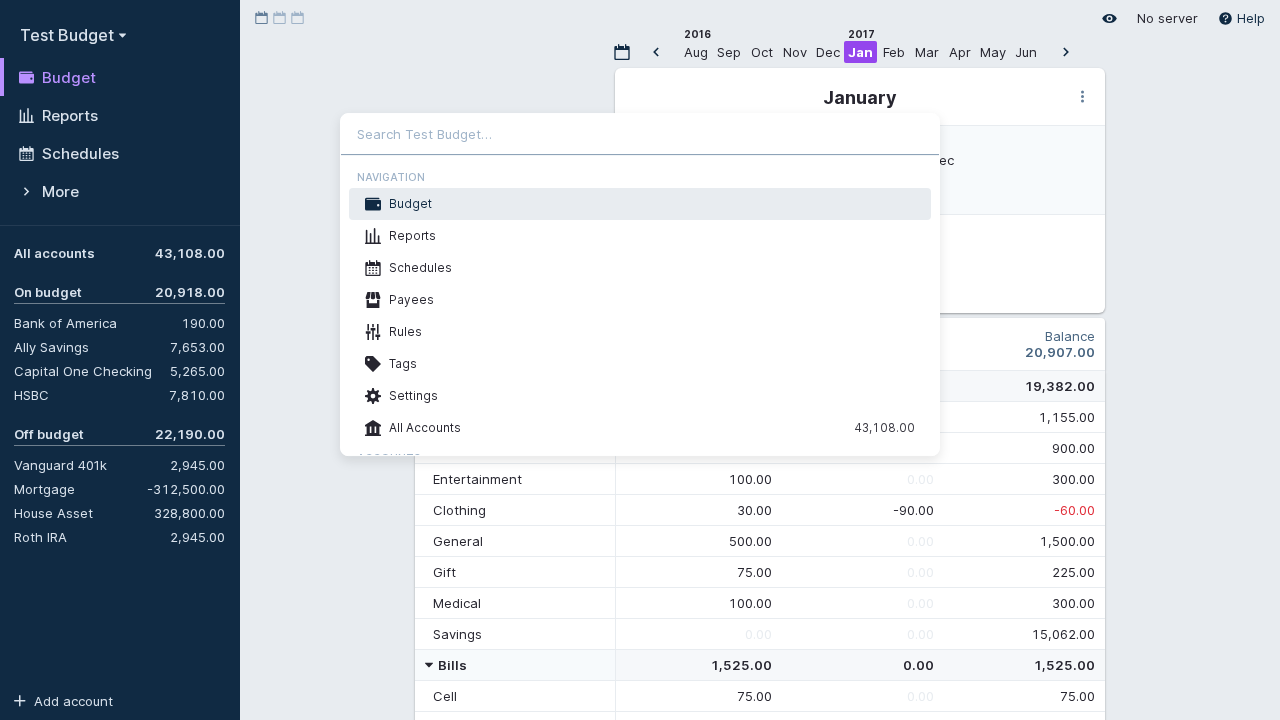 Test Budget
Budget
Reports
Schedules
More
All accounts 43,108.00
On budget 20,918.00
Bank of America 190.00
Ally Savings 7,653.00
Capital One Checking 5,265.00
HSBC 7,810.00
Off budget 22,190.00
Vanguard 401k 2,945.00
Mortgage -312,500.00
House Asset 328,800.00
Roth IRA 2,945.00
Add account
No server Help
2016 2017
Aug Sep Oct Nov Dec Jan Feb Mar Apr May Jun
January
Search Test Budget...
NAVIGATION
Budget
Reports
Schedules
Payees
Rules
Tags
Settings
All Accounts 43,108.00
ec
Balance
20,907.00
19,382.00
1,155.00
900.00
Entertainment 100.00 0.00 300.00
Clothing 30.00 -90.00 -60.00
General 500.00 0.00 1,500.00
Gift 75.00 0.00 225.00
Medical 100.00 0.00 300.00
Savings 0.00 0.00 15,062.00
Bills 1,525.00 0.00 1,525.00
Cell 75.00 0.00 75.00